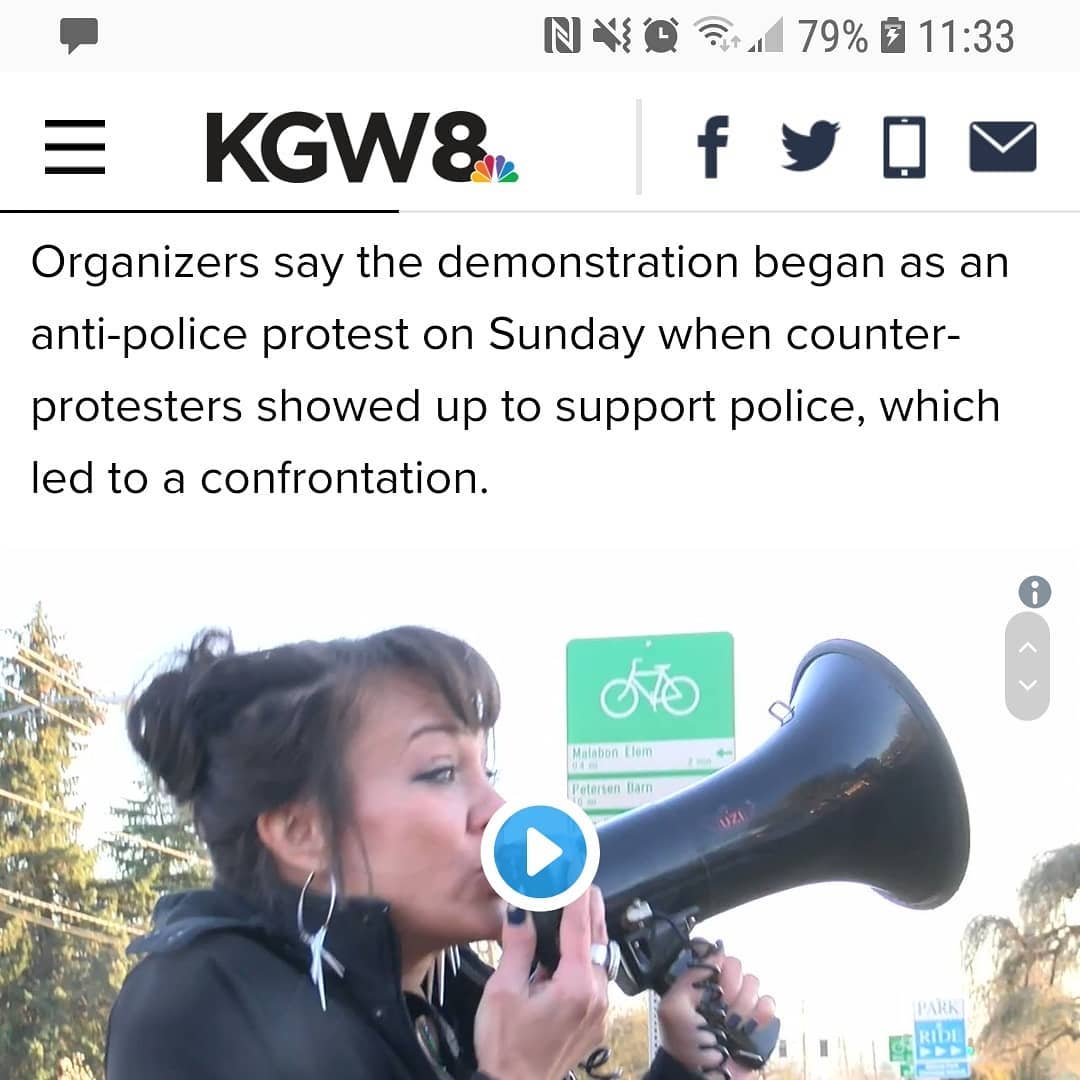 79% 11:33
KGW8
Organizers say the demonstration began as an
anti-police protest on Sunday when counter-
protesters showed up to support police, which
led to a confrontation.
Malabon Elem
Petersen Barn
UZI
PARK
RIDE